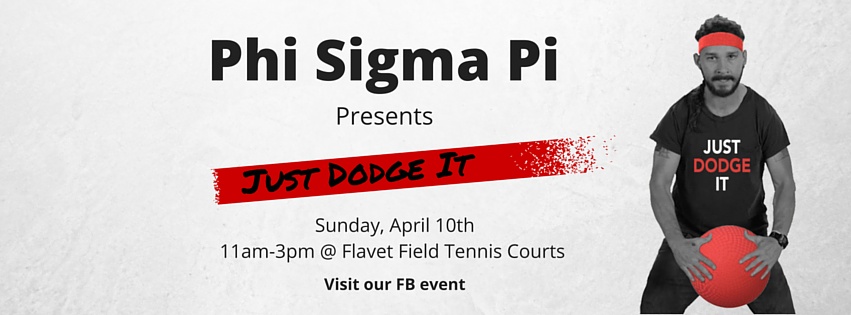 Phi Sigma Pi
Presents
JUST DODGE IT
Sunday, April 10th
11am-3pm @ Flavet Field Tennis Courts
Visit our FB event
JUST
DODGE
IT